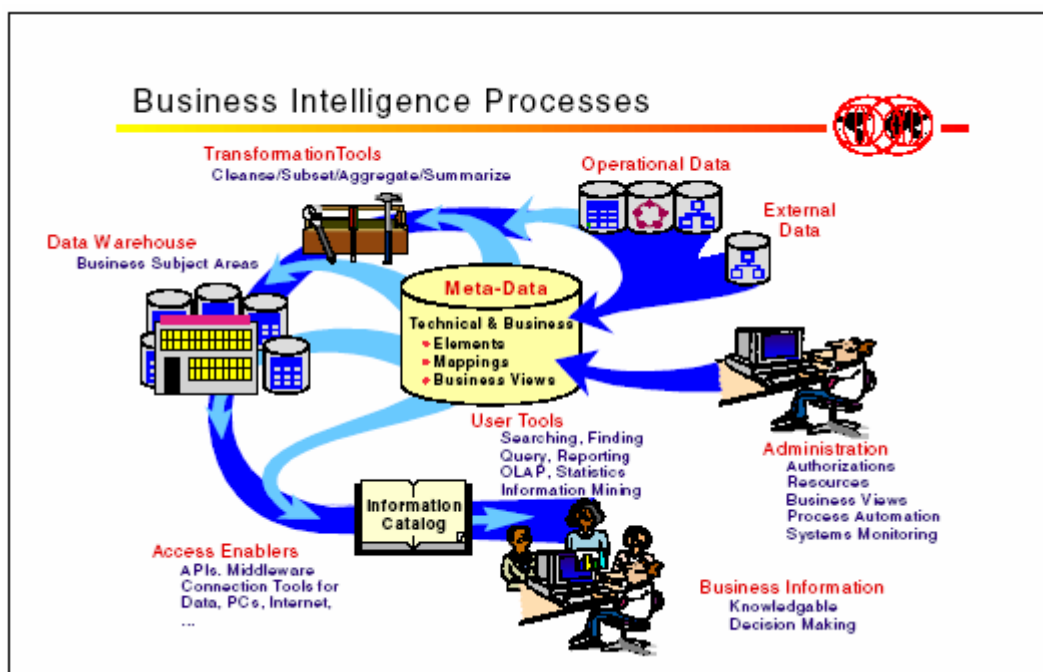 Business Intelligence Processes
TransformationTools
Cleanse/Subset/Aggregate/Summarize
Operational Data
External
Data
Data Warehouse
Business Subject Areas
Meta-Data
Technical & Business
Elements
Mappings
Business Views
User Tools
Searching, Finding
Query, Reporting
OLAP, Statistics
Information Mining
Administration
Authorizations
Resources
Business Views
Process Automation
Systems Monitoring
Information
Catalog
Access Enablers
APIs. Middleware
Connection Tools for
Data, PCs, Internet,
...
Business Information
Knowledgable
Decision Making